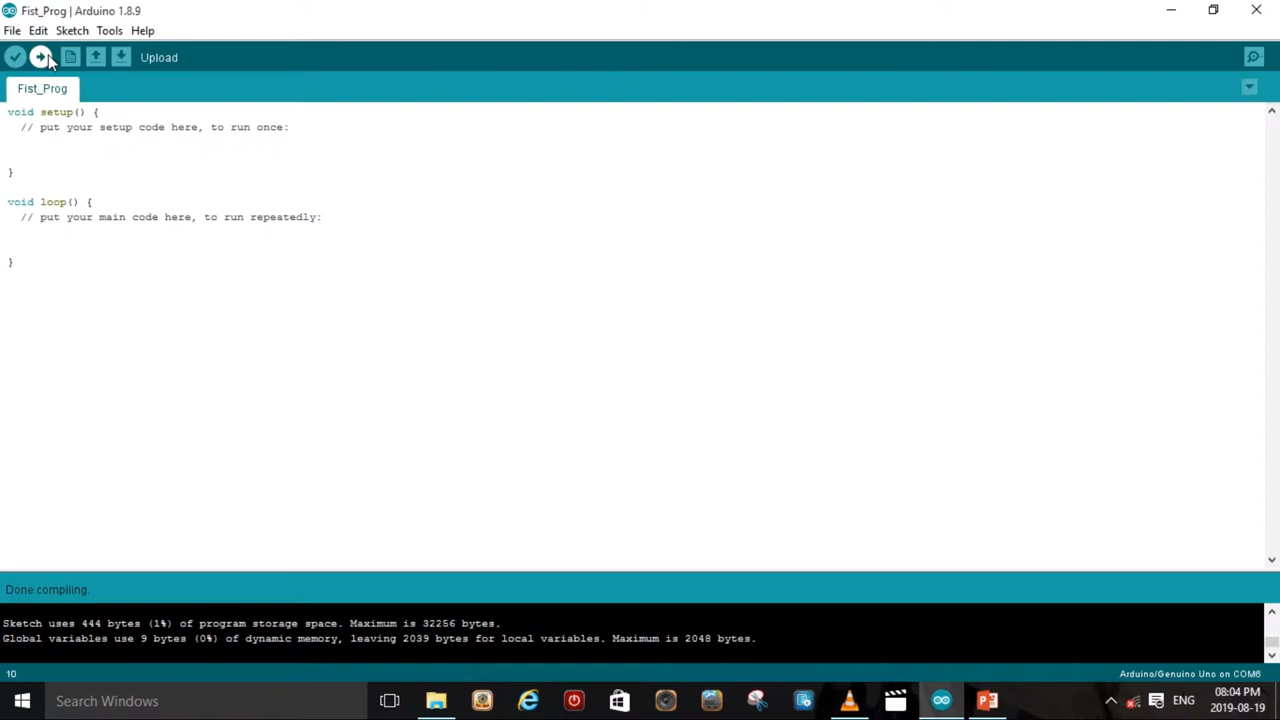 Fist_Prog | Arduino 1.8.9
File Edit Sketch Tools Help
Upload
Fist_Prog
void setup() {
// put your setup code here, to run once:
}
void loop() {
// put your main code here, to run repeatedly:
}
Done compiling.
Sketch uses 444 bytes (1%) of program storage space. Maximum is 32256 bytes.
Global variables use 9 bytes (0%) of dynamic memory, leaving 2039 bytes for local variables. Maximum is 2048 bytes.
10 Arduino/Genuino Uno on COM6
Search Windows ENG 08:04 PM
2019-08-19